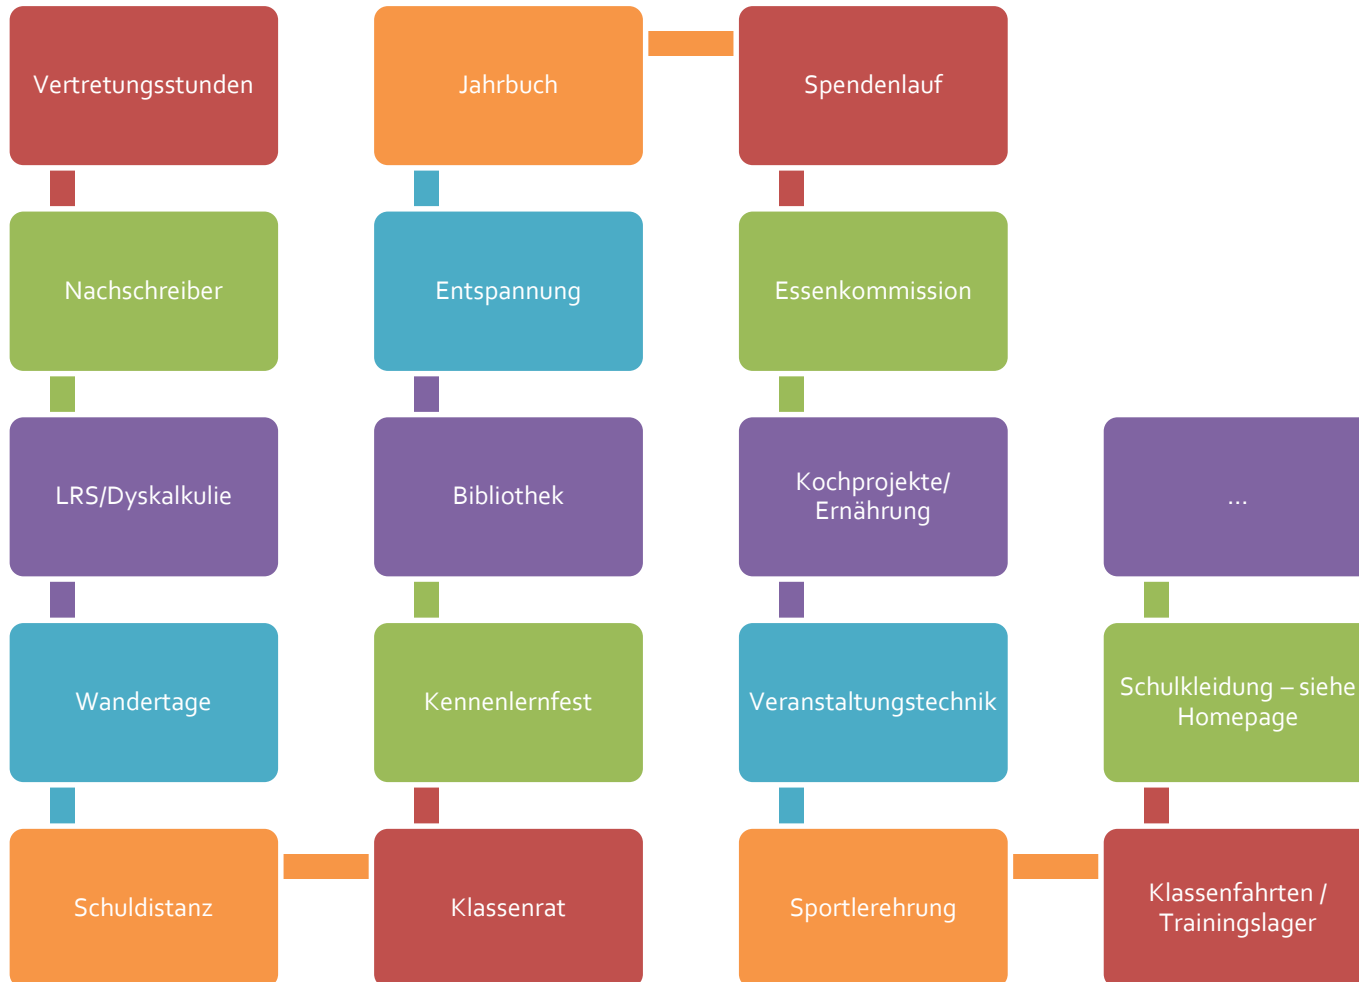 Vertretungsstunden
Nachschreiber
LRS/Dyskalkulie
Wandertage
Schuldistanz
Klassenrat
Kennenlernfest
Bibliothek
Entspannung
Jahrbuch
Spendenlauf
Essenkommission
Kochprojekte/
Ernährung
Veranstaltungstechnik
Sportlerehrung
Klassenfahrten /
Trainingslager
Schulkleidung – siehe
Homepage
...